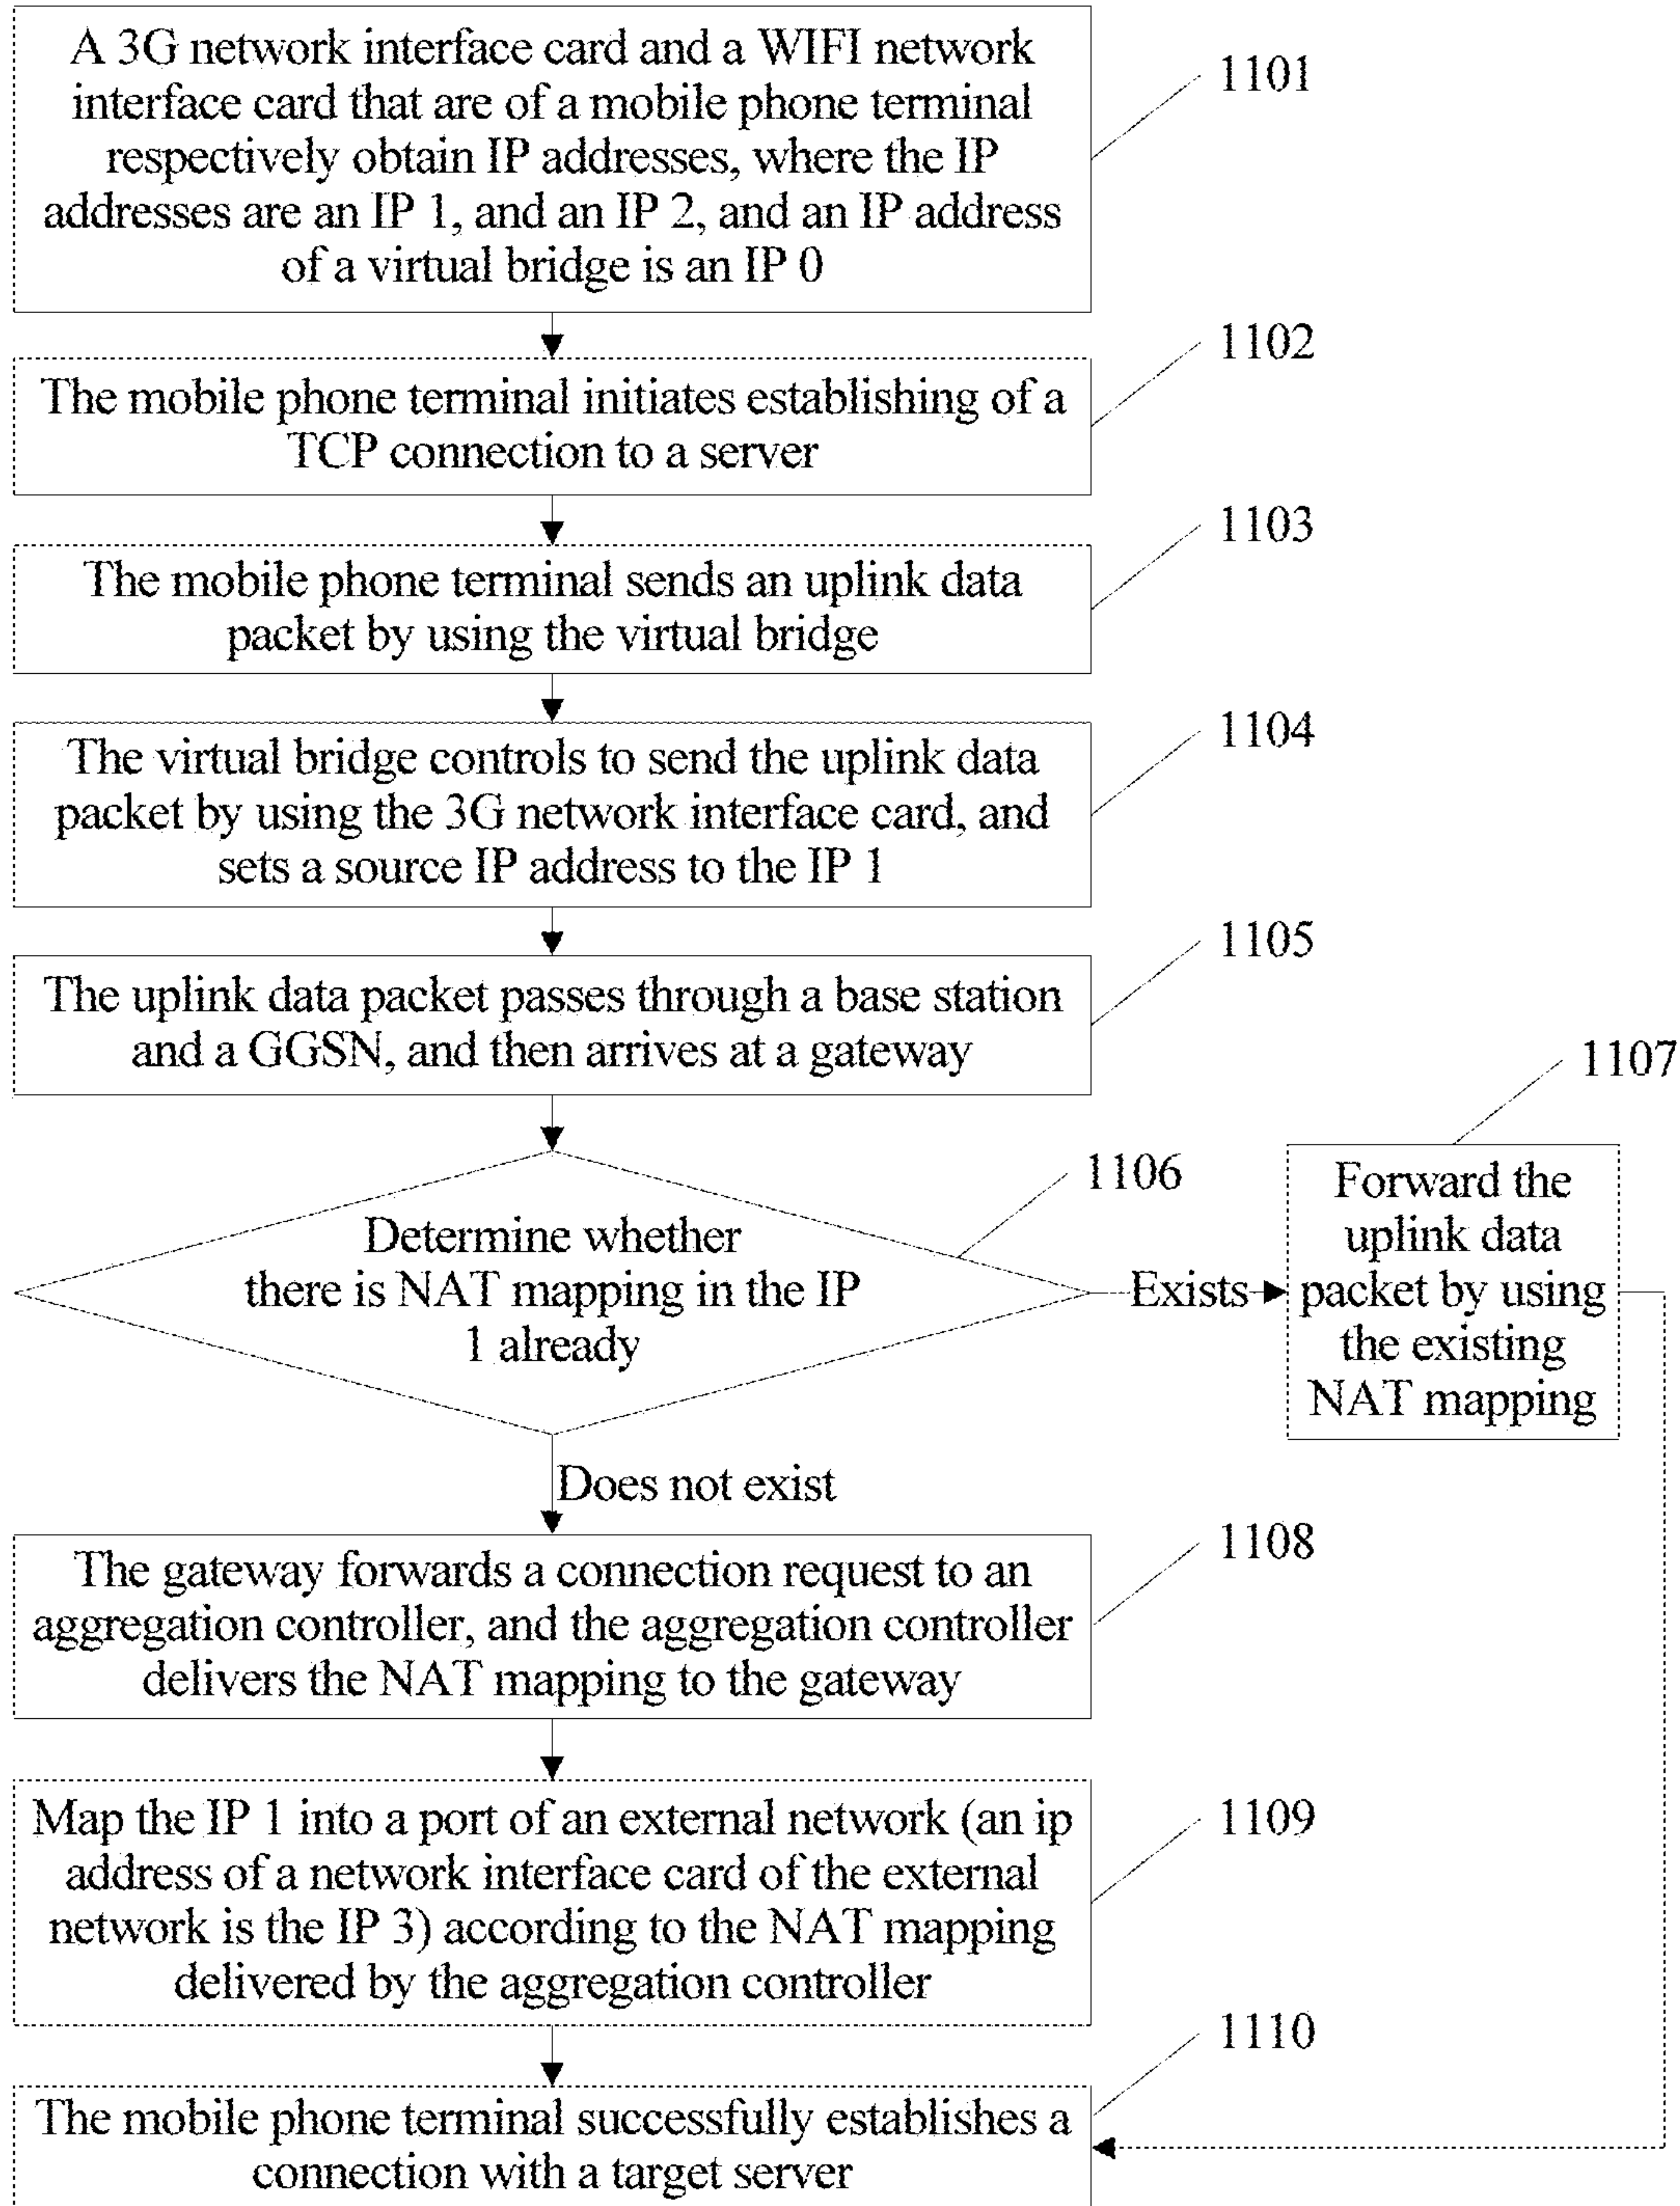 A 3G network interface card and a WIFI network
interface card that are of a mobile phone terminal
respectively obtain IP addresses, where the IP
addresses are an IP 1, and an IP 2, and an IP address
of a virtual bridge is an IP 0
1101
The mobile phone terminal initiates establishing of a
TCP connection to a server
1102
The mobile phone terminal sends an uplink data
packet by using the virtual bridge
1103
The virtual bridge controls to send the uplink data
packet by using the 3G network interface card, and
sets a source IP address to the IP 1
1104
The uplink data packet passes through a base station
and a GGSN, and then arrives at a gateway
1105
Determine whether
there is NAT mapping in the IP
1 already
1106
Exists
Forward the
uplink data
packet by using
the existing
NAT mapping
1107
Does not exist
The gateway forwards a connection request to an
aggregation controller, and the aggregation controller
delivers the NAT mapping to the gateway
1108
Map the IP 1 into a port of an external network (an ip
address of a network interface card of the external
network is the IP 3) according to the NAT mapping
delivered by the aggregation controller
1109
The mobile phone terminal successfully establishes a
connection with a target server
1110